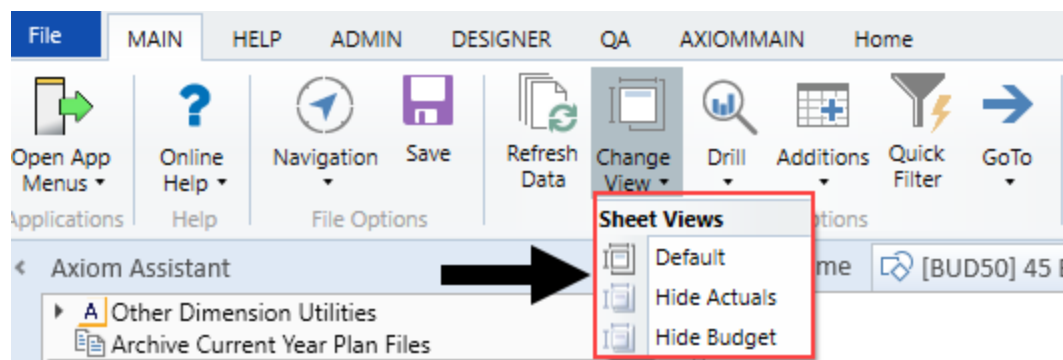 File MAIN HELP ADMIN DESIGNER QA AXIOMMAIN Home
Open App Menus
Online Help
Navigation
Save
Refresh Data
Change View
Drill
Additions
Quick Filter
GoTo
Applications
Help
File Options
Sheet Views
Default
Hide Actuals
Hide Budget
Axiom Assistant
[BUD50] 45
Other Dimension Utilities
Archive Current Year Plan Files